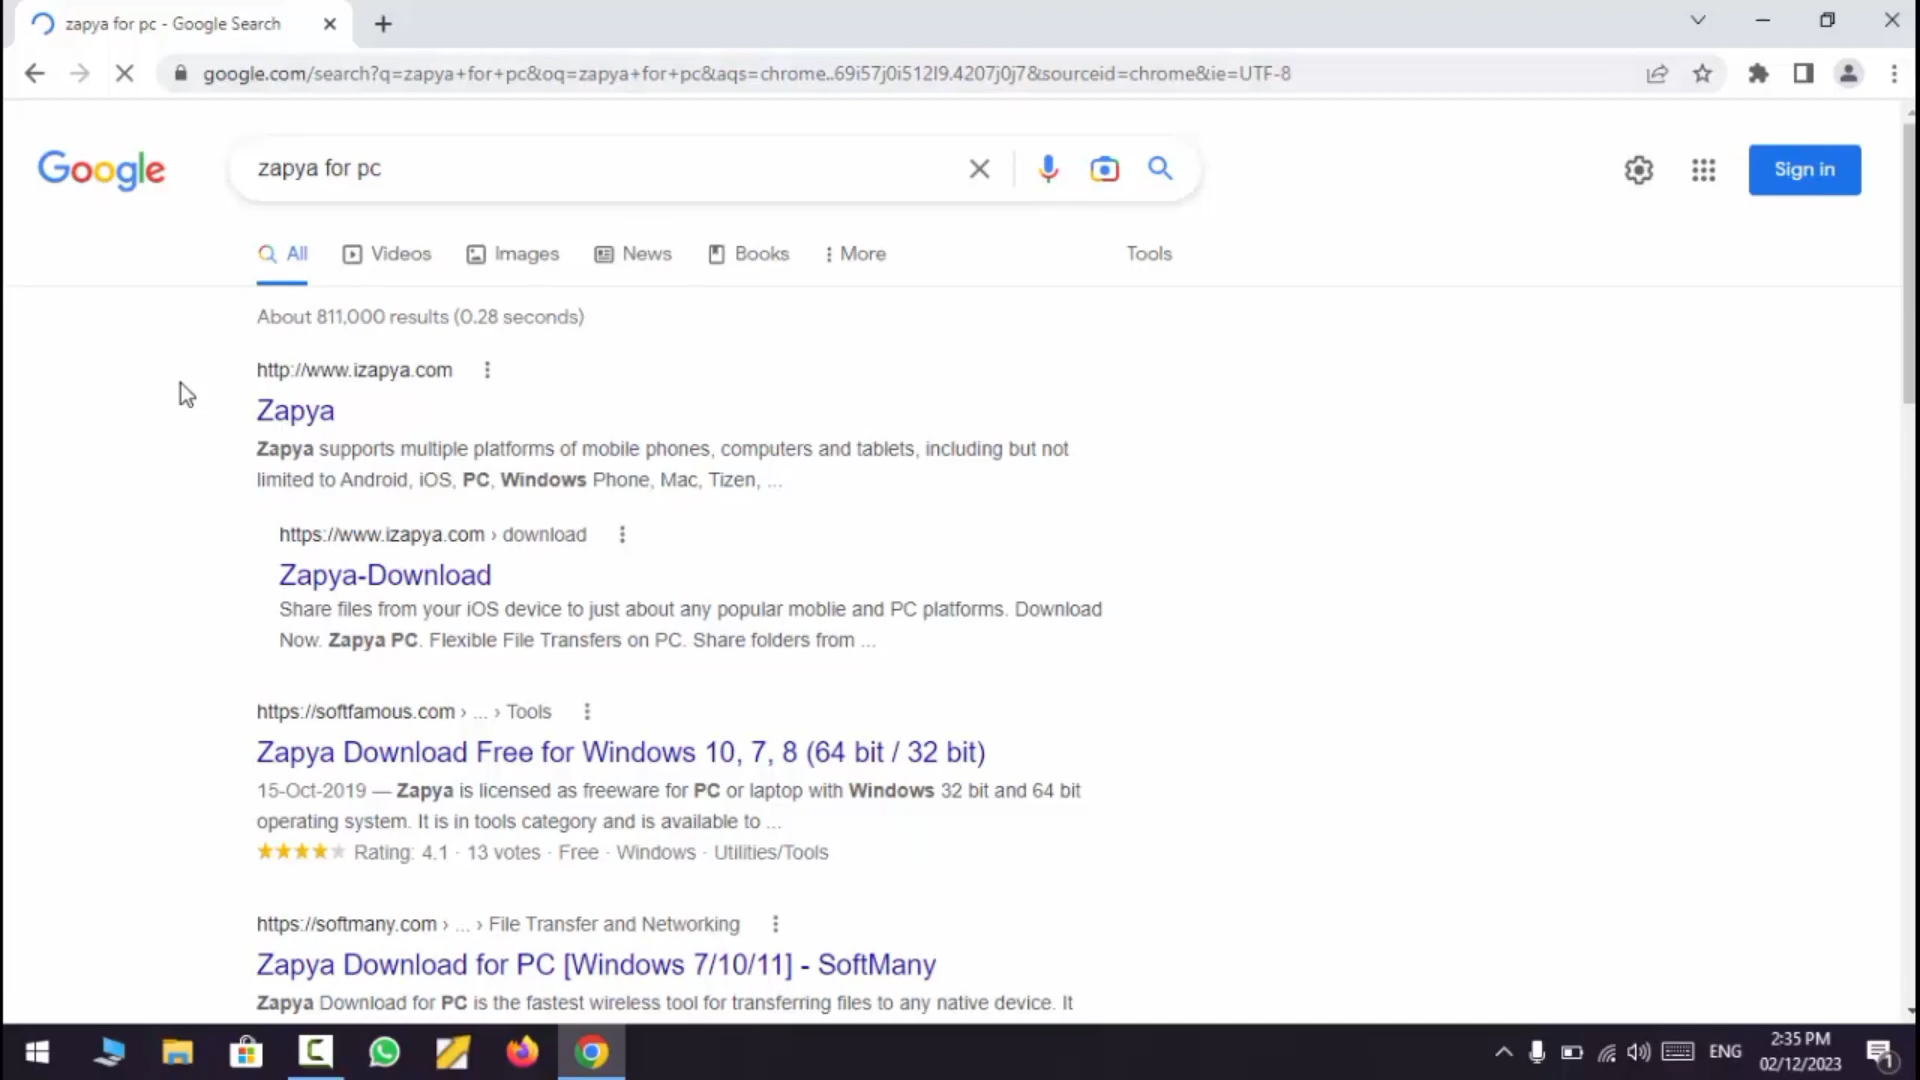 zapya for pc - Google Search
google.com/search?q=zapya+for+pc&oq=zapya+for+pc&aqs=chrome..69i57j0i512l9.4207j0j7&sourceid=chrome&ie=UTF-8
Google
zapya for pc
Sign in
All Videos Images News Books More Tools
About 811,000 results (0.28 seconds)
http://www.izapya.com
Zapya
Zapya supports multiple platforms of mobile phones, computers and tablets, including but not
limited to Android, iOS, PC, Windows Phone, Mac, Tizen, ...
https://www.izapya.com › download
Zapya-Download
Share files from your iOS device to just about any popular moblie and PC platforms. Download
Now. Zapya PC. Flexible File Transfers on PC. Share folders from ...
https://softfamous.com › ... › Tools
Zapya Download Free for Windows 10, 7, 8 (64 bit / 32 bit)
15-Oct-2019 — Zapya is licensed as freeware for PC or laptop with Windows 32 bit and 64 bit
operating system. It is in tools category and is available to ...
Rating: 4.1 · 13 votes · Free · Windows · Utilities/Tools
https://softmany.com › ... › File Transfer and Networking
Zapya Download for PC [Windows 7/10/11] - SoftMany
Zapya Download for PC is the fastest wireless tool for transferring files to any native device. It
ENG
2:35 PM
02/12/2023
1